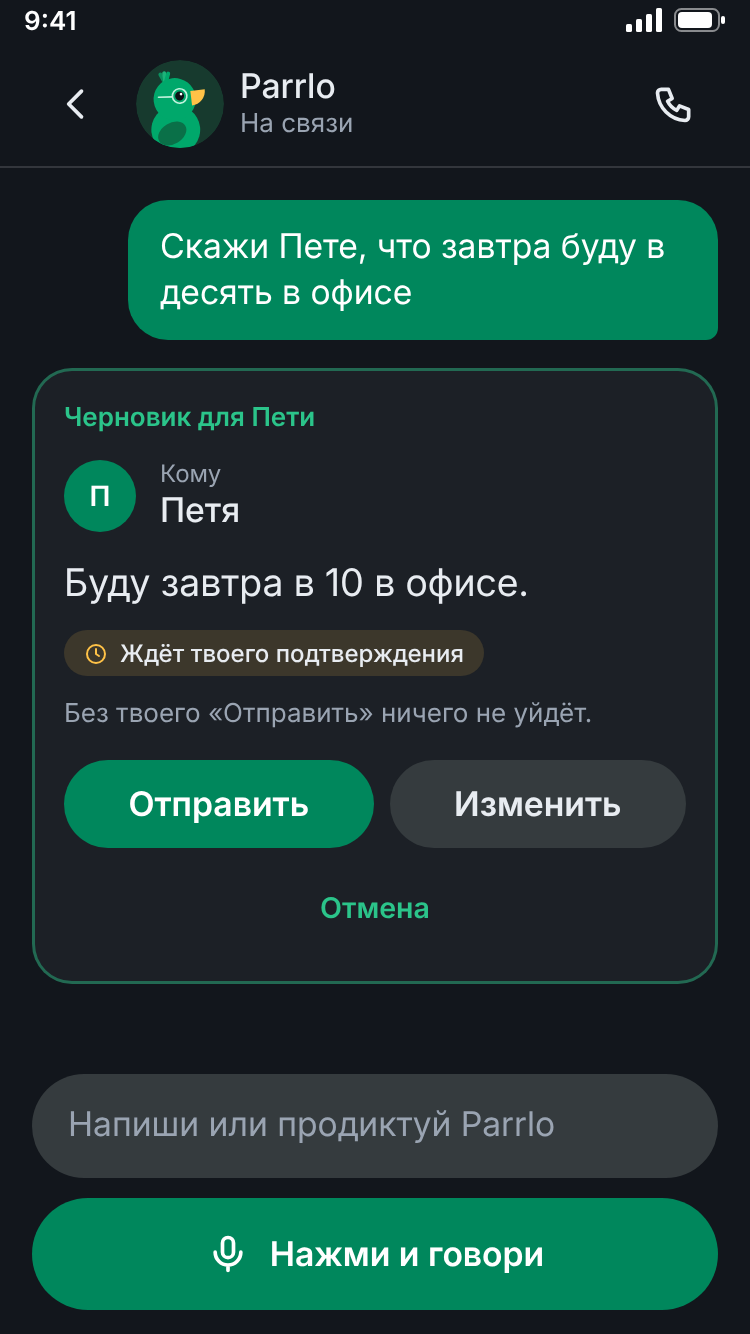 9:41
Parrlo
На связи
Скажи Пете, что завтра буду в
десять в офисе
Черновик для Пети
П
Кому
Петя
Буду завтра в 10 в офисе.
Ждёт твоего подтверждения
Без твоего «Отправить» ничего не уйдёт.
Отправить
Изменить
Отмена
Напиши или продиктуй Parrlo
Нажми и говори